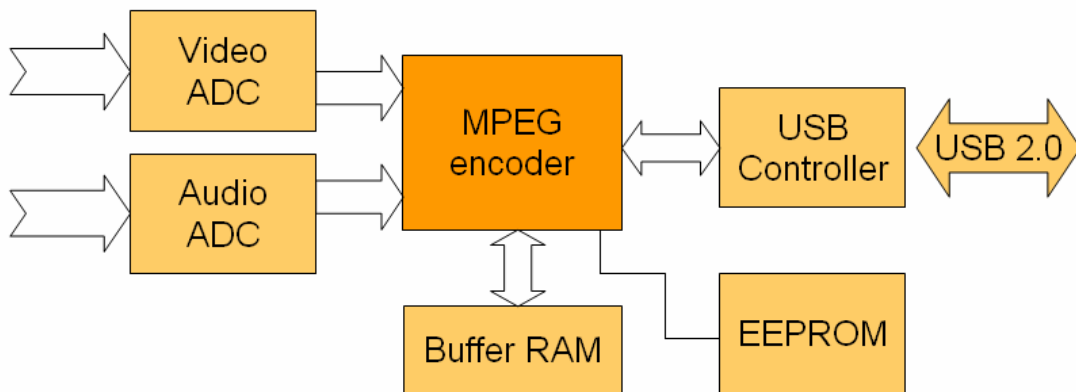 Video
ADC
MPEG
encoder
USB
Controller
USB 2.0
Audio
ADC
Buffer RAM
EEPROM